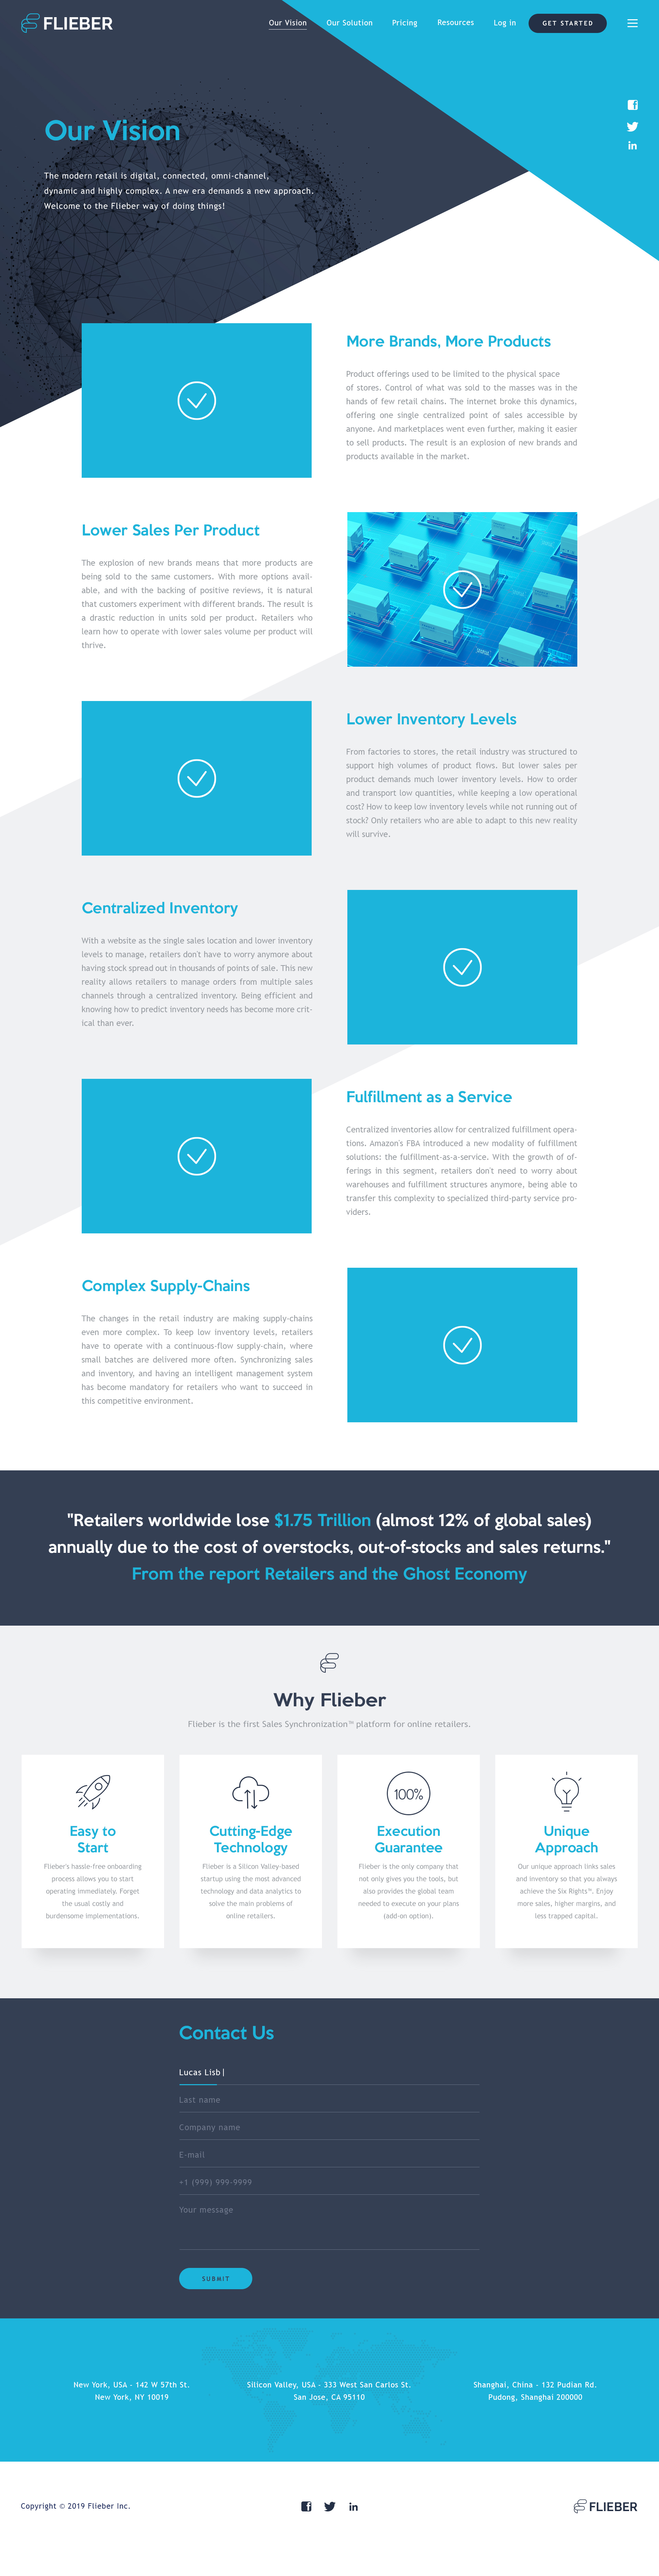 FLIEBER
Our Vision
Our Solution
Pricing
Resources
Log in
GET STARTED
Our Vision
The modern retail is digital, connected, omni-channel,
dynamic and highly complex. A new era demands a new approach.
Welcome to the Flieber way of doing things!
More Brands, More Products
Product offerings used to be limited to the physical space
of stores. Control of what was sold to the masses was in the
hands of few retail chains. The internet broke this dynamics,
offering one single centralized point of sales accessible by
anyone. And marketplaces went even further, making it easier
to sell products. The result is an explosion of new brands and
products available in the market.
Lower Sales Per Product
The explosion of new brands means that more products are
being sold to the same customers. With more options avail-
able, and with the backing of positive reviews, it is natural
that customers experiment with different brands. The result is
a drastic reduction in units sold per product. Retailers who
learn how to operate with lower sales volume per product will
thrive.
Lower Inventory Levels
From factories to stores, the retail industry was structured to
support high volumes of product flows. But lower sales per
product demands much lower inventory levels. How to order
and transport low quantities, while keeping a low operational
cost? How to keep low inventory levels while not running out of
stock? Only retailers who are able to adapt to this new reality
will survive.
Centralized Inventory
With a website as the single sales location and lower inventory
levels to manage, retailers don't have to worry anymore about
having stock spread out in thousands of points of sale. This new
reality allows retailers to manage orders from multiple sales
channels through a centralized inventory. Being efficient and
knowing how to predict inventory needs has become more crit-
ical than ever.
Fulfillment as a Service
Centralized inventories allow for centralized fulfillment opera-
tions. Amazon's FBA introduced a new modality of fulfillment
solutions: the fulfillment-as-a-service. With the growth of of-
ferings in this segment, retailers don't need to worry about
warehouses and fulfillment structures anymore, being able to
transfer this complexity to specialized third-party service pro-
viders.
Complex Supply-Chains
The changes in the retail industry are making supply-chains
even more complex. To keep low inventory levels, retailers
have to operate with a continuous-flow supply-chain, where
small batches are delivered more often. Synchronizing sales
and inventory, and having an intelligent management system
has become mandatory for retailers who want to succeed in
this competitive environment.
"Retailers worldwide lose $1.75 Trillion (almost 12% of global sales)
annually due to the cost of overstocks, out-of-stocks and sales returns."
From the report Retailers and the Ghost Economy
Why Flieber
Flieber is the first Sales Synchronization™ platform for online retailers.
Easy to
Start
Flieber's hassle-free onboarding
process allows you to start
operating immediately. Forget
the usual costly and
burdensome implementations.
Cutting-Edge
Technology
Flieber is a Silicon Valley-based
startup using the most advanced
technology and data analytics to
solve the main problems of
online retailers.
100%
Execution
Guarantee
Flieber is the only company that
not only gives you the tools, but
also provides the global team
needed to execute on your plans
(add-on option).
Unique
Approach
Our unique approach links sales
and inventory so that you always
achieve the Six Rights™. Enjoy
more sales, higher margins, and
less trapped capital.
Contact Us
Lucas Lisb|
Last name
Company name
E-mail
+1 (999) 999-9999
Your message
SUBMIT
New York, USA - 142 W 57th St.
New York, NY 10019
Silicon Valley, USA - 333 West San Carlos St.
San Jose, CA 95110
Shanghai, China - 132 Pudian Rd.
Pudong, Shanghai 200000
Copyright © 2019 Flieber Inc.
FLIEBER